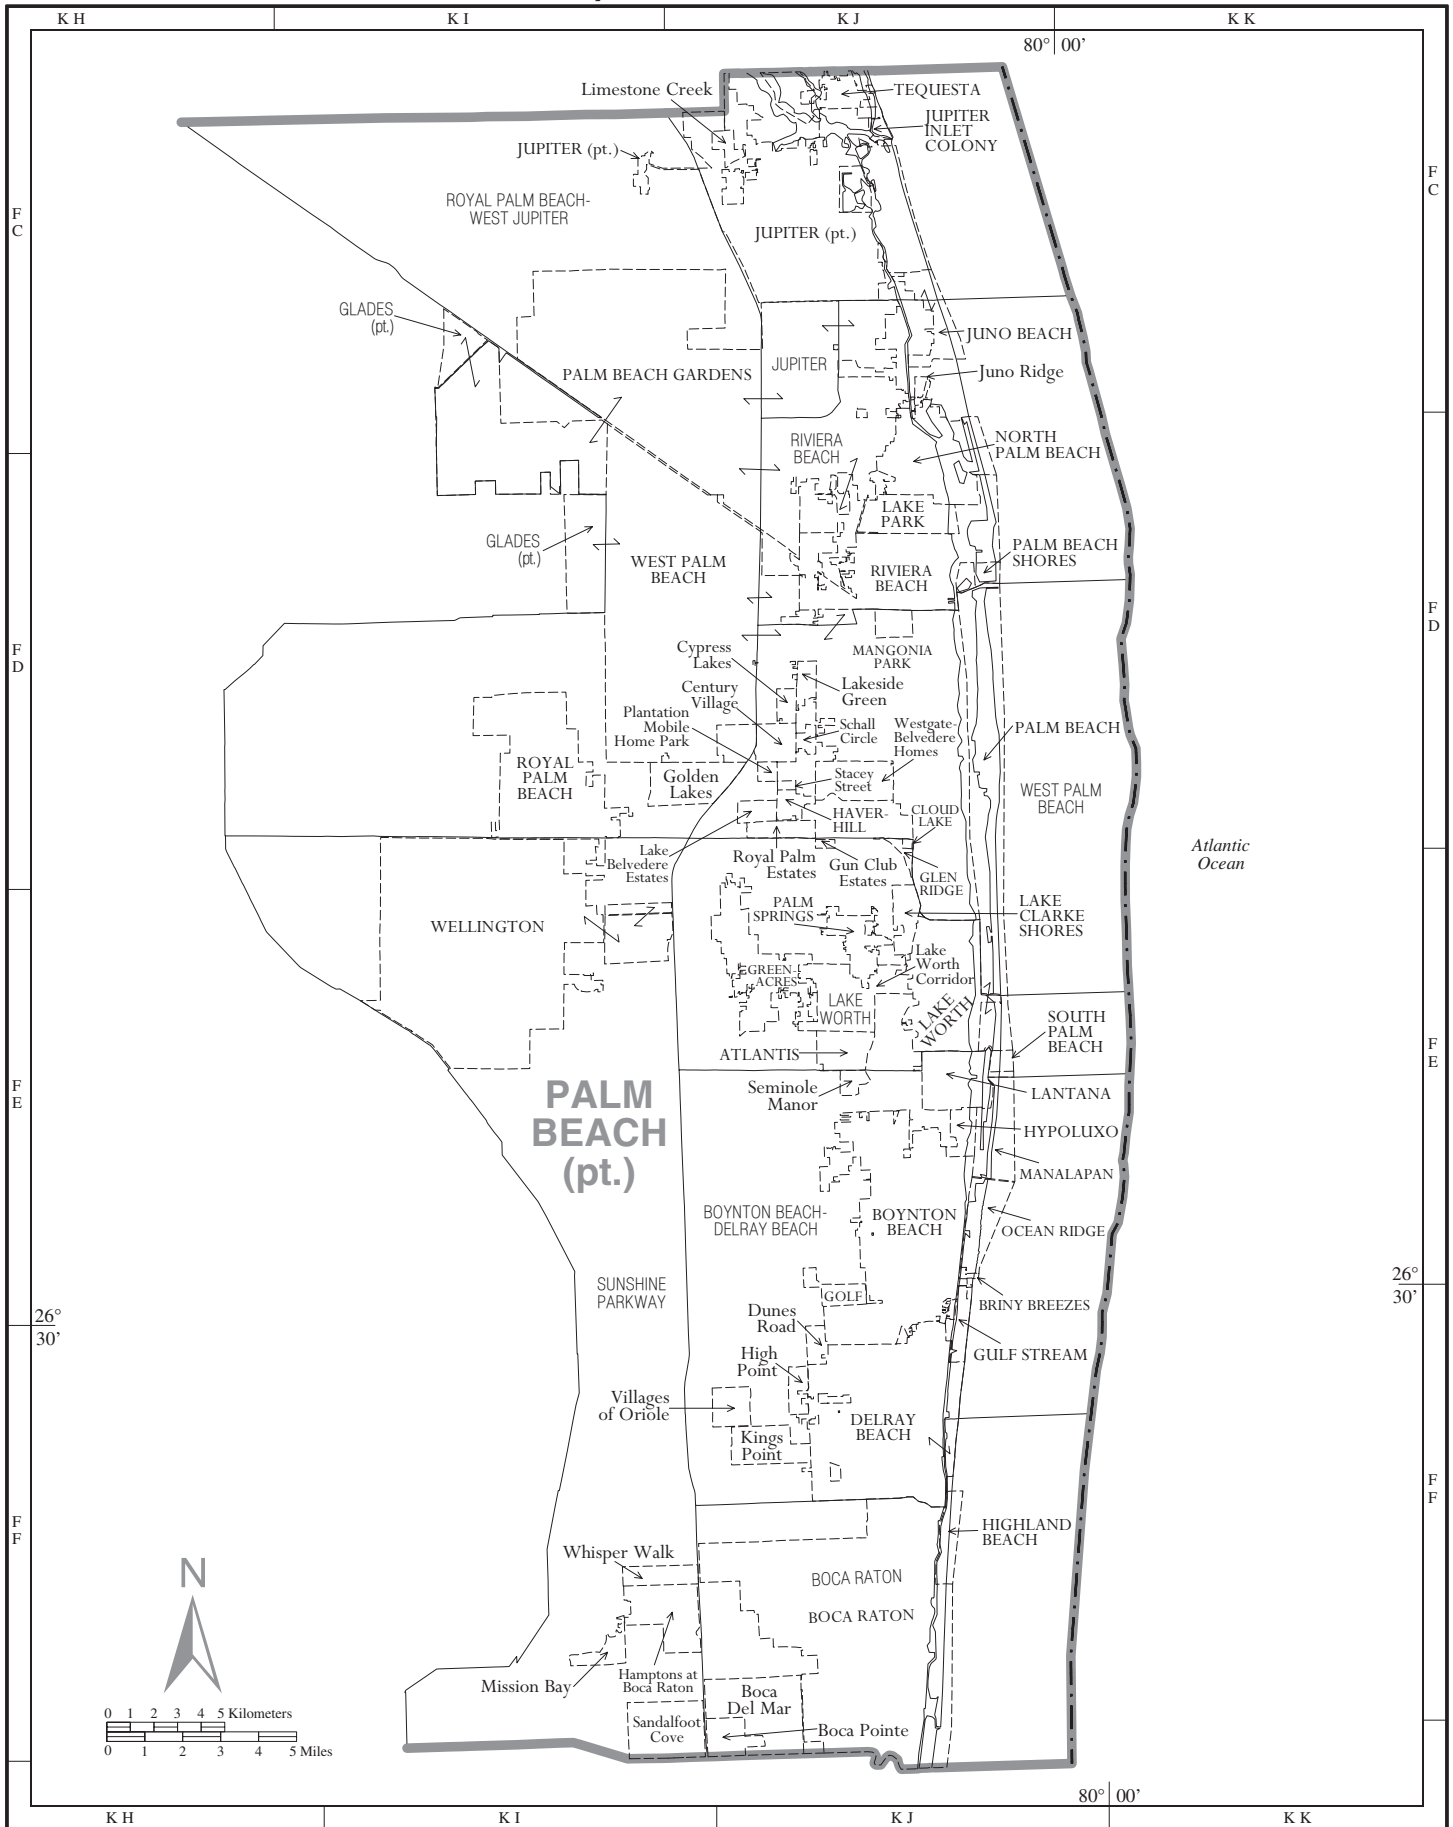 K H
K I
K J
K K
80° 00’
Limestone Creek
TEQUESTA
JUPITER
INLET
COLONY
JUPITER (pt.)
F
C
F
C
ROYAL PALM BEACH-
WEST JUPITER
JUPITER (pt.)
GLADES
(pt.)
JUNO BEACH
JUPITER
Juno Ridge
PALM BEACH GARDENS
RIVIERA
BEACH
NORTH
PALM BEACH
LAKE
PARK
GLADES
(pt.)
WEST PALM
BEACH
PALM BEACH
SHORES
RIVIERA
BEACH
F
D
F
D
MANGONIA
PARK
Cypress
Lakes
Century
Village
Lakeside
Green
Plantation
Mobile
Home Park
Schall
Circle
Westgate-
Belvedere
Homes
PALM BEACH
ROYAL
PALM
BEACH
Golden
Lakes
Stacey
Street
WEST PALM
BEACH
HAVER-
HILL
CLOUD
LAKE
Lake
Belvedere
Estates
Royal Palm
Estates
Gun Club
Estates
GLEN
RIDGE
Atlantic
Ocean
WELLINGTON
PALM
SPRINGS
LAKE
CLARKE
SHORES
GREEN-
ACRES
Lake
Worth
Corridor
LAKE
WORTH
LAKE
WORTH
SOUTH
PALM
BEACH
ATLANTIS
F
E
F
E
Seminole
Manor
LANTANA
PALM
BEACH
(pt.)
HYPOLUXO
MANALAPAN
BOYNTON BEACH-
DELRAY BEACH
BOYNTON
BEACH
OCEAN RIDGE
SUNSHINE
PARKWAY
GOLF
BRINY BREEZES
26°
30’
26°
30’
Dunes
Road
GULF STREAM
High
Point
Villages
of Oriole
DELRAY
BEACH
Kings
Point
F
F
F
F
HIGHLAND
BEACH
Whisper Walk
BOCA RATON
BOCA RATON
N
Mission Bay
Hamptons at
Boca Raton
Boca
Del Mar
Sandalfoot
Cove
Boca Pointe
0 1 2 3 4 5 Kilometers
0 1 2 3 4 5 Miles
80° 00’
K H
K I
K J
K K